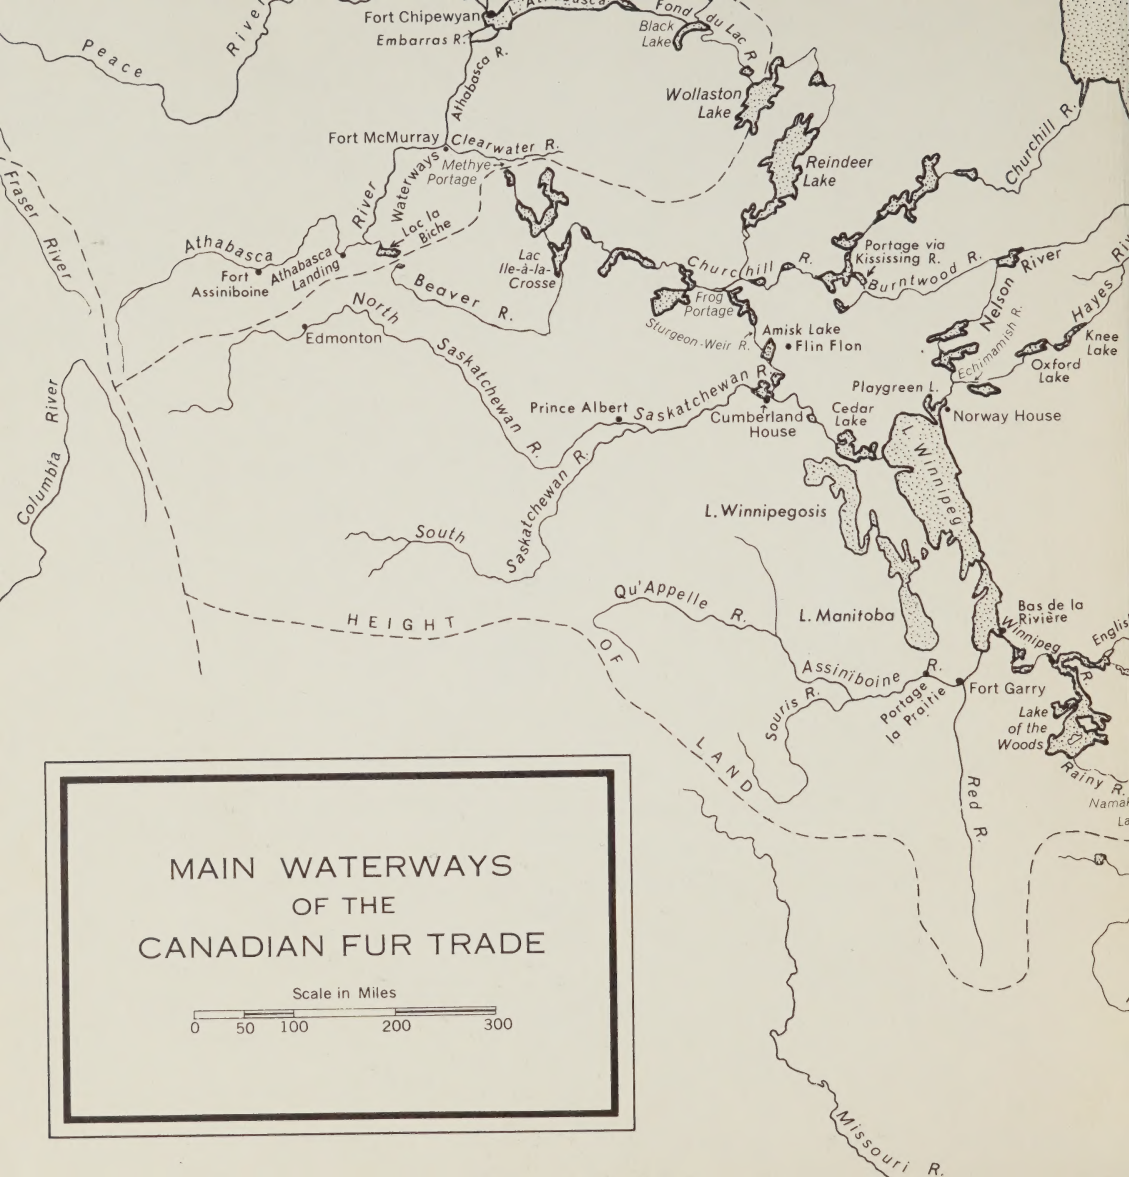 Fort Chipewyan
L. Athabasca
Fond du Lac R.
Black
Lake
Embarras R.
Peace
River
Athabasca R.
Wollaston
Lake
Fort McMurray
Clearwater R.
Waterways
Methye
Portage
Reindeer
Lake
Churchill R.
Fraser River
River
Lac la
Biche
Athabasca
Fort
Assiniboine
Athabasca
Landing
Lac
Ile-à-la-
Crosse
Churchill R.
Portage via
Kississing R.
Burntwood R.
Nelson
River
Hayes
Beaver R.
Frog
Portage
Sturgeon-Weir R.
Amisk Lake
Flin Flon
Echimamish R.
Knee
Lake
Oxford
Lake
North
Saskatchewan R.
Edmonton
Columbia River
Prince Albert
Saskatchewan R.
Cumberland
House
Cedar
Lake
Playgreen L.
Norway House
L. Winnipeg
South
Saskatchewan R.
L. Winnipegosis
Qu'Appelle R.
L. Manitoba
Bas de la
Rivière
Winnipeg R.
HEIGHT
OF
LAND
Assiniboine R.
Souris R.
Portage
la Prairie
Fort Garry
Lake
of the
Woods
Rainy R.
Red R.
MAIN WATERWAYS
OF THE
CANADIAN FUR TRADE
Scale in Miles
0 50 100 200 300
Missouri R.